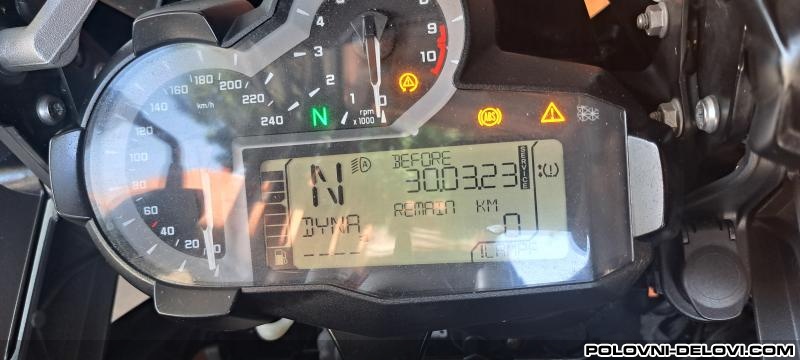 9
8
10
4
3
2
1
0
rpm
x 1000
N
ABS
20
40
60
80
100
120
140
160
180
200
220
240
km/h
N
BEFORE
30.03.23
SERVICE
REMAIN KM
0
DYNA
----
POLOVNI-DELOVI.COM